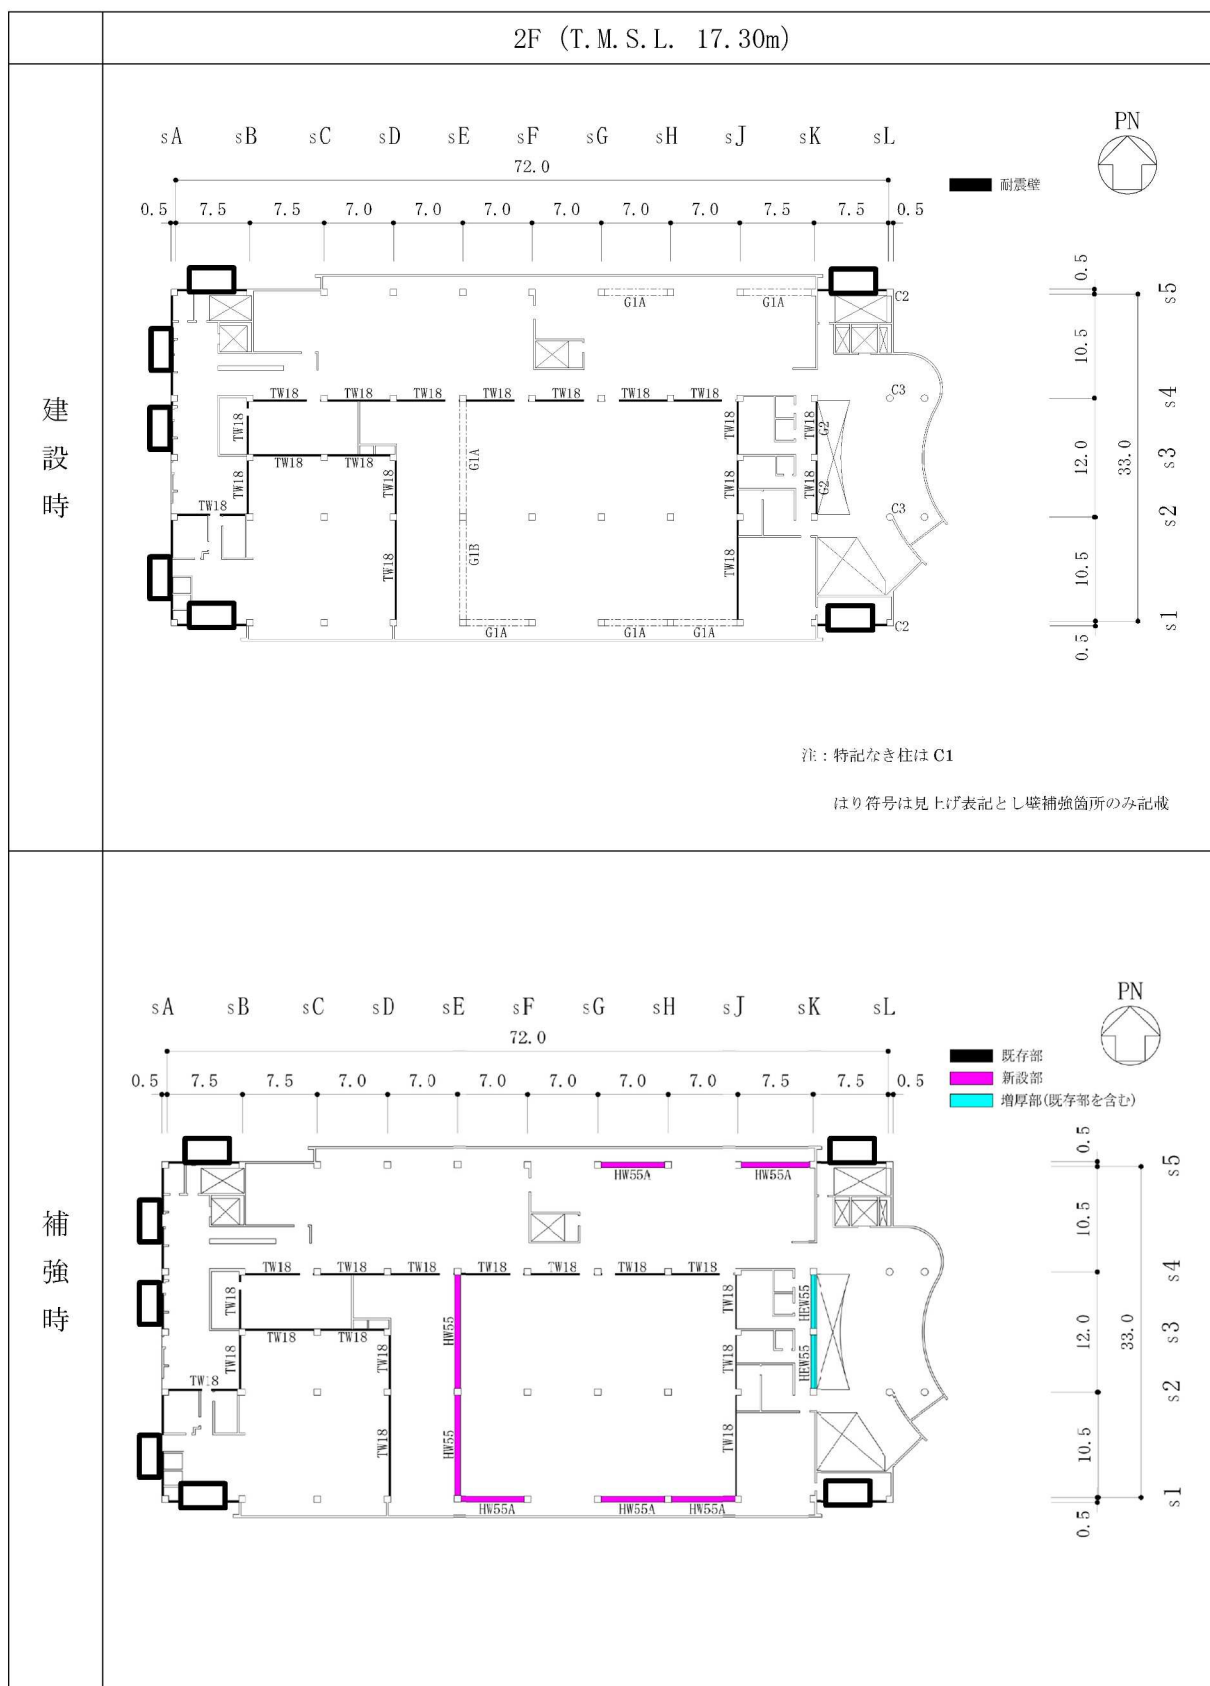 2F (T.M.S.L. 17.30m)
建設時
sA sB sC sD sE sF sG sH sJ sK sL
PN
72.0
耐震壁
0.5 7.5 7.5 7.0 7.0 7.0 7.0 7.0 7.0 7.5 7.5 0.5
0.5
s5
C2
G1A G1A
10.5
C3
s4
TW18 TW18 TW18 TW18 TW18 TW18 TW18
TW18 TW18 TW18 G2
G1A
12.0
33.0
s3
TW18 TW18
TW18 TW18 TW18 TW18 G2
TW18
C3
s2
TW18 G1B TW18
10.5
s1
G1A G1A G1A
C2
0.5
注：特記なき柱は C1
はり符号は見上げ表記とし壁補強箇所のみ記載
補強時
sA sB sC sD sE sF sG sH sJ sK sL
PN
72.0
既存部
新設部
増厚部(既存部を含む)
0.5 7.5 7.5 7.0 7.0 7.0 7.0 7.0 7.0 7.5 7.5 0.5
0.5
s5
HW55A HW55A
10.5
s4
TW18 TW18 TW18 TW18 TW18 TW18 TW18
TW18 TW18 HEW55
12.0
33.0
s3
TW18 TW18
TW18 TW18 HW55 TW18 HEW55
TW18
s2
TW18 HW55 TW18
10.5
s1
HW55A HW55A HW55A
0.5